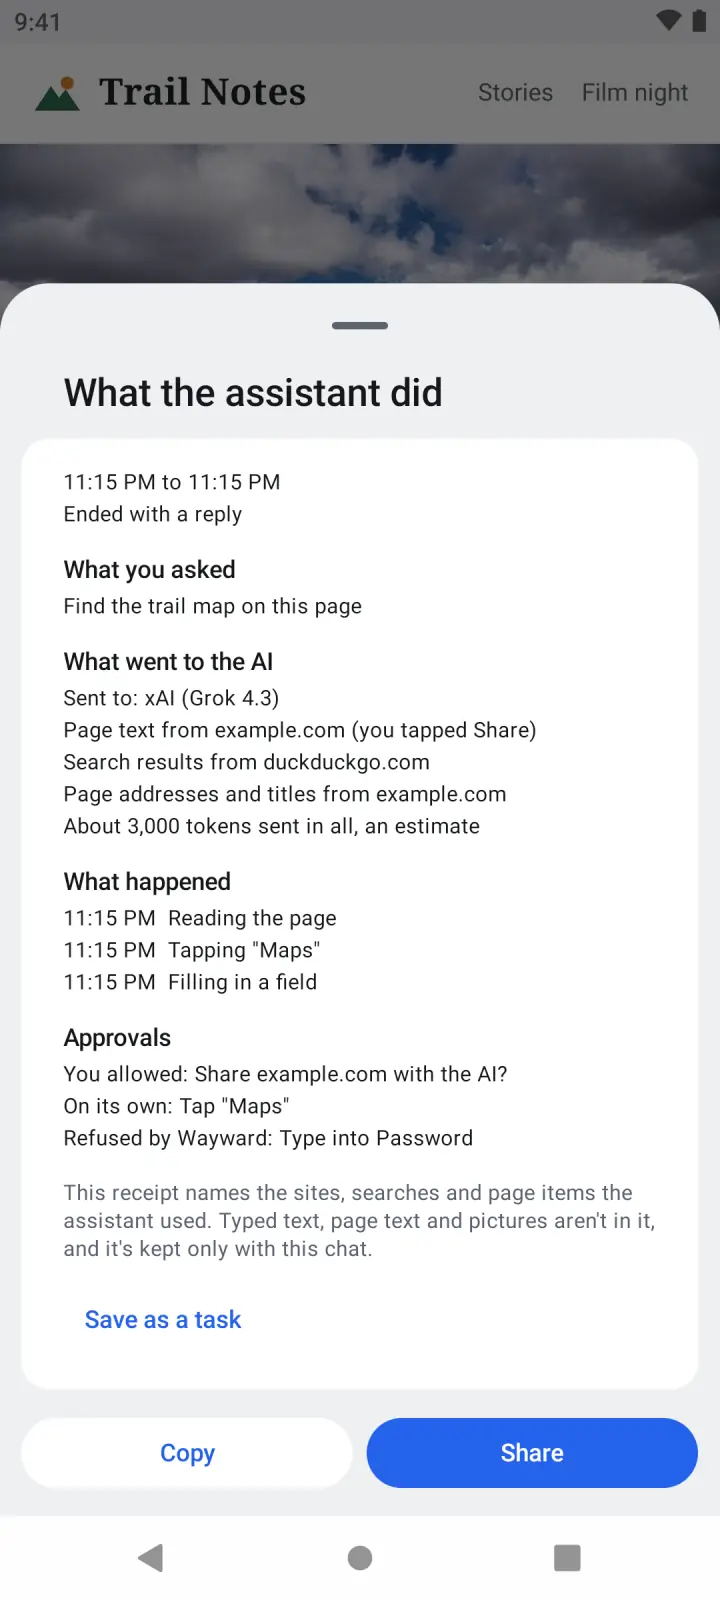 9:41
Trail Notes
Stories Film night
What the assistant did
11:15 PM to 11:15 PM
Ended with a reply
What you asked
Find the trail map on this page
What went to the AI
Sent to: xAI (Grok 4.3)
Page text from example.com (you tapped Share)
Search results from duckduckgo.com
Page addresses and titles from example.com
About 3,000 tokens sent in all, an estimate
What happened
11:15 PM Reading the page
11:15 PM Tapping "Maps"
11:15 PM Filling in a field
Approvals
You allowed: Share example.com with the AI?
On its own: Tap "Maps"
Refused by Wayward: Type into Password
This receipt names the sites, searches and page items the
assistant used. Typed text, page text and pictures aren't in it,
and it's kept only with this chat.
Save as a task
Copy
Share